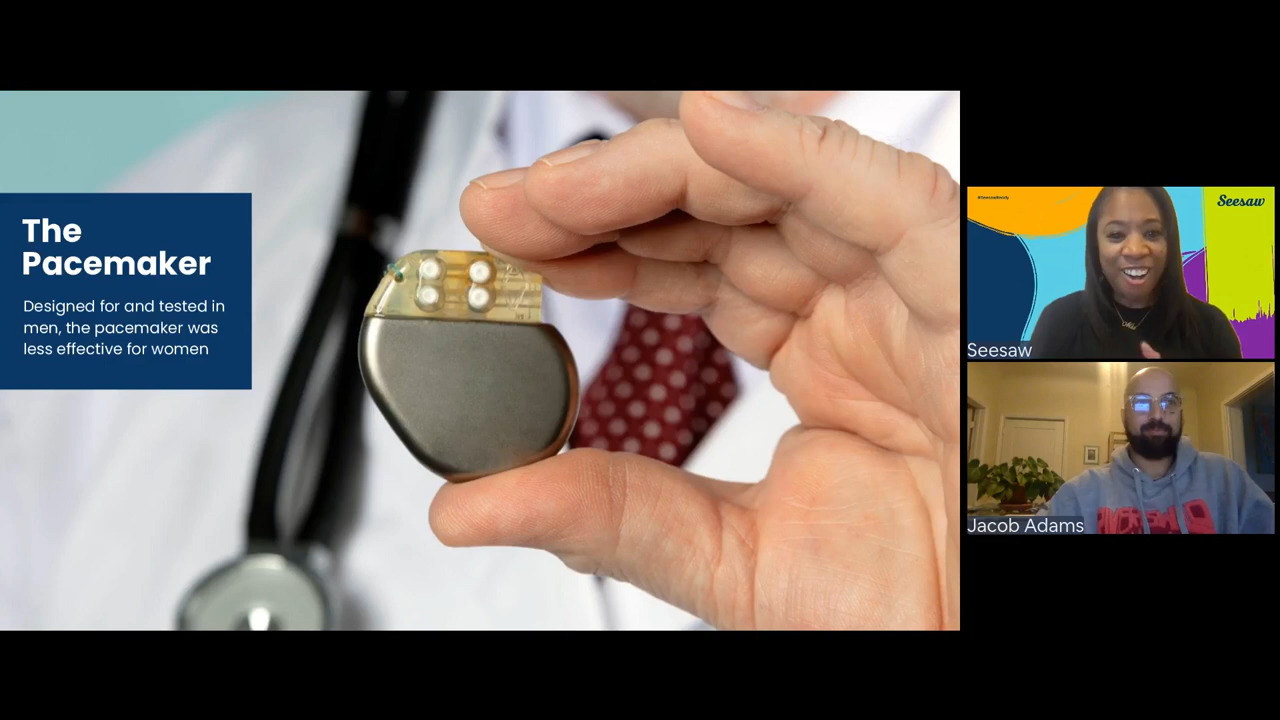 The
Pacemaker
Designed for and tested in
men, the pacemaker was
less effective for women
Seesaw
Seesaw
Jacob Adams